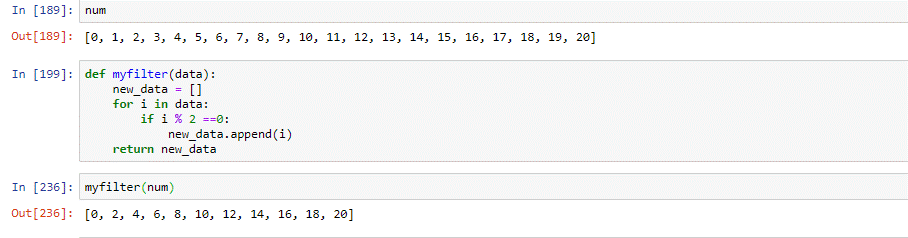 In [189]: num
Out[189]: [0, 1, 2, 3, 4, 5, 6, 7, 8, 9, 10, 11, 12, 13, 14, 15, 16, 17, 18, 19, 20]
In [199]: def myfilter(data):
    new_data = []
    for i in data:
        if i % 2 ==0:
            new_data.append(i)
    return new_data
In [236]: myfilter(num)
Out[236]: [0, 2, 4, 6, 8, 10, 12, 14, 16, 18, 20]